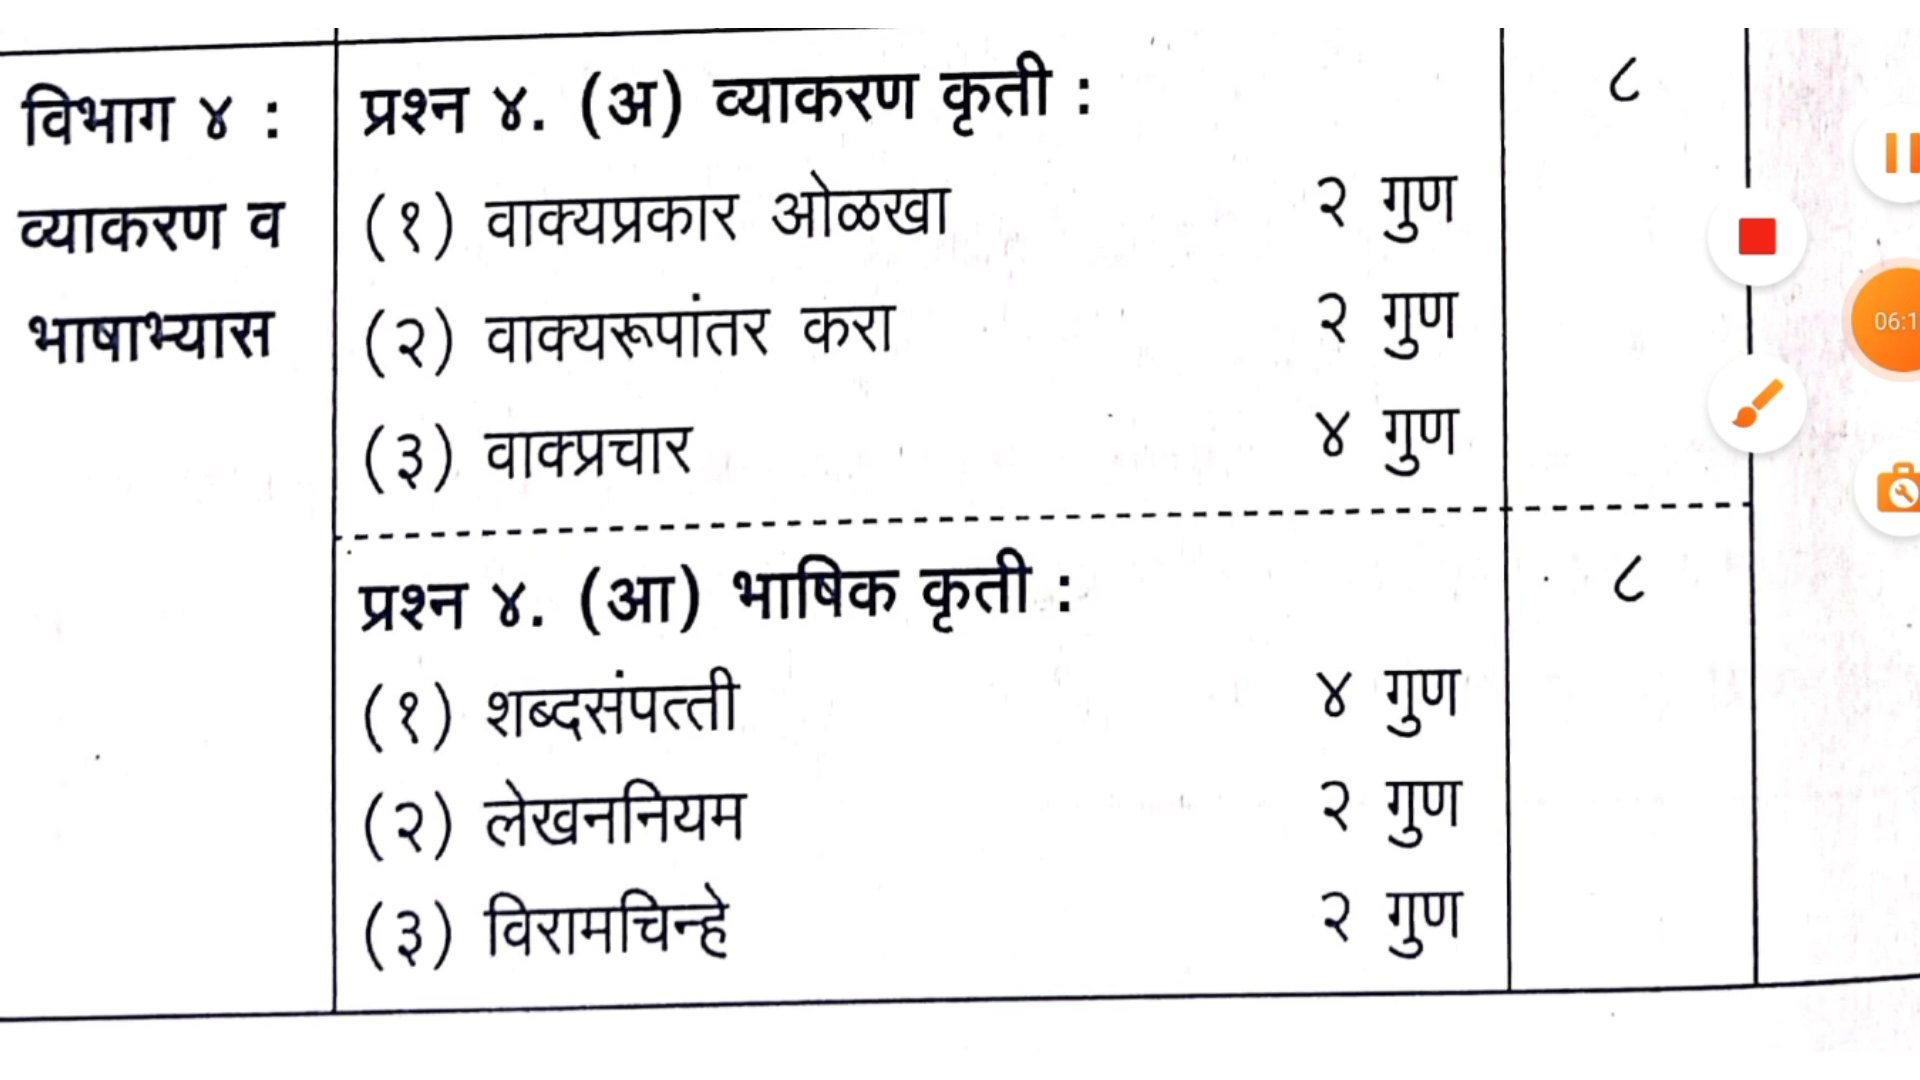 विभाग ४ :
व्याकरण व
भाषाभ्यास
प्रश्न ४. (अ) व्याकरण कृती : ८
(१) वाक्यप्रकार ओळखा २ गुण
(२) वाक्यरूपांतर करा २ गुण
(३) वाक्प्रचार ४ गुण
प्रश्न ४. (आ) भाषिक कृती : ८
(१) शब्दसंपत्ती ४ गुण
(२) लेखननियम २ गुण
(३) विरामचिन्हे २ गुण
06:1